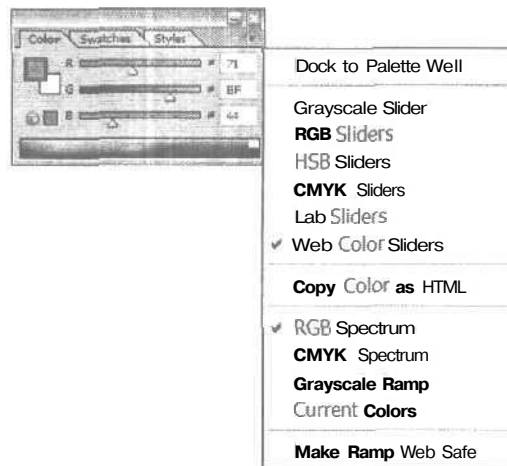 Color Swatches Styles
R # 71
G # BF
B # 44
Dock to Palette Well
Grayscale Slider
RGB Sliders
HSB Sliders
CMYK Sliders
Lab Sliders
✓ Web Color Sliders
Copy Color as HTML
✓ RGB Spectrum
CMYK Spectrum
Grayscale Ramp
Current Colors
Make Ramp Web Safe